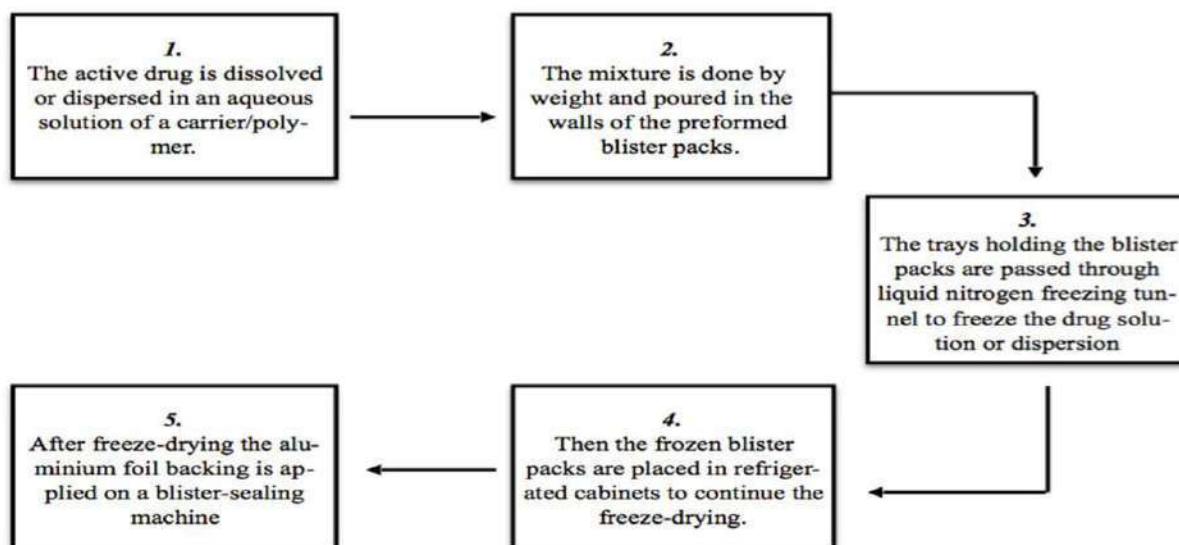 1.
The active drug is dissolved
or dispersed in an aqueous
solution of a carrier/poly-
mer.
2.
The mixture is done by
weight and poured in the
walls of the preformed
blister packs.
3.
The trays holding the blister
packs are passed through
liquid nitrogen freezing tun-
nel to freeze the drug solu-
tion or dispersion
4.
Then the frozen blister
packs are placed in refriger-
ated cabinets to continue the
freeze-drying.
5.
After freeze-drying the alu-
minium foil backing is ap-
plied on a blister-sealing
machine